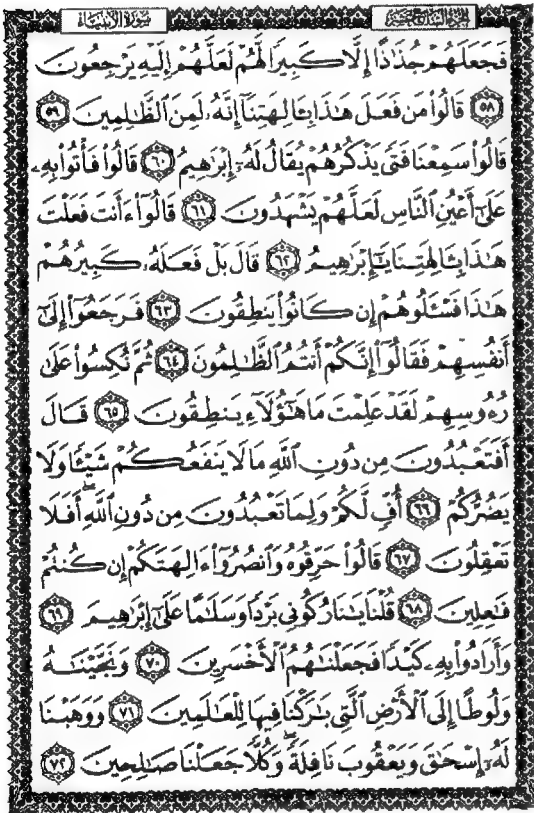 الجزء السابع عشر
سورة الأنبياء
فَجَعَلَهُمْ جُذَٰذًا إِلَّا كَبِيرًا لَّهُمْ لَعَلَّهُمْ إِلَيْهِ يَرْجِعُونَ
٥٨ قَالُوا۟ مَن فَعَلَ هَٰذَا بِـَٔالِهَتِنَآ إِنَّهُۥ لَمِنَ ٱلظَّٰلِمِينَ ٥٩
قَالُوا۟ سَمِعْنَا فَتًى يَذْكُرُهُمْ يُقَالُ لَهُۥٓ إِبْرَٰهِيمُ ٦٠ قَالُوا۟ فَأْتُوا۟ بِهِۦ
عَلَىٰٓ أَعْيُنِ ٱلنَّاسِ لَعَلَّهُمْ يَشْهَدُونَ ٦١ قَالُوٓا۟ ءَأَنتَ فَعَلْتَ
هَٰذَا بِـَٔالِهَتِنَا يَٰٓإِبْرَٰهِيمُ ٦٢ قَالَ بَلْ فَعَلَهُۥ كَبِيرُهُمْ
هَٰذَا فَسْـَٔلُوهُمْ إِن كَانُوا۟ يَنطِقُونَ ٦٣ فَرَجَعُوٓا۟ إِلَىٰٓ
أَنفُسِهِمْ فَقَالُوٓا۟ إِنَّكُمْ أَنتُمُ ٱلظَّٰلِمُونَ ٦٤ ثُمَّ نُكِسُوا۟ عَلَىٰ
رُءُوسِهِمْ لَقَدْ عَلِمْتَ مَا هَٰٓؤُلَآءِ يَنطِقُونَ ٦٥ قَالَ
أَفَتَعْبُدُونَ مِن دُونِ ٱللَّهِ مَا لَا يَنفَعُكُمْ شَيْـًٔا وَلَا
يَضُرُّكُمْ ٦٦ أُفٍّ لَّكُمْ وَلِمَا تَعْبُدُونَ مِن دُونِ ٱللَّهِ ۖ أَفَلَا
تَعْقِلُونَ ٦٧ قَالُوا۟ حَرِّقُوهُ وَٱنصُرُوٓا۟ ءَالِهَتَكُمْ إِن كُنتُمْ
فَٰعِلِينَ ٦٨ قُلْنَا يَٰنَارُ كُونِى بَرْدًا وَسَلَٰمًا عَلَىٰٓ إِبْرَٰهِيمَ ٦٩
وَأَرَادُوا۟ بِهِۦ كَيْدًا فَجَعَلْنَٰهُمُ ٱلْأَخْسَرِينَ ٧٠ وَنَجَّيْنَٰهُ
وَلُوطًا إِلَى ٱلْأَرْضِ ٱلَّتِى بَٰرَكْنَا فِيهَا لِلْعَٰلَمِينَ ٧١ وَوَهَبْنَا
لَهُۥٓ إِسْحَٰقَ وَيَعْقُوبَ نَافِلَةً ۖ وَكُلًّا جَعَلْنَا صَٰلِحِينَ ٧٢